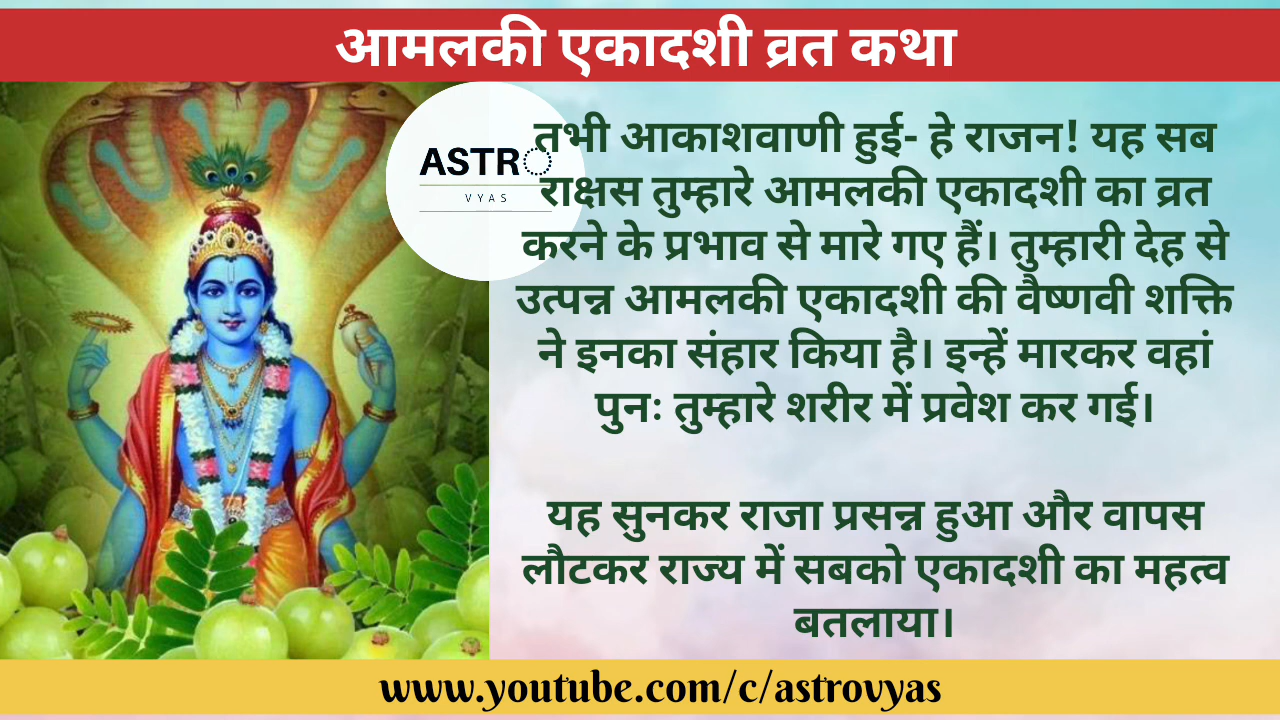 आमलकी एकादशी व्रत कथा
ASTRO
VYAS
तभी आकाशवाणी हुई- हे राजन! यह सब
राक्षस तुम्हारे आमलकी एकादशी का व्रत
करने के प्रभाव से मारे गए हैं। तुम्हारी देह से
उत्पन्न आमलकी एकादशी की वैष्णवी शक्ति
ने इनका संहार किया है। इन्हें मारकर वहां
पुनः तुम्हारे शरीर में प्रवेश कर गई।
यह सुनकर राजा प्रसन्न हुआ और वापस
लौटकर राज्य में सबको एकादशी का महत्व
बतलाया।
www.youtube.com/c/astrovyas